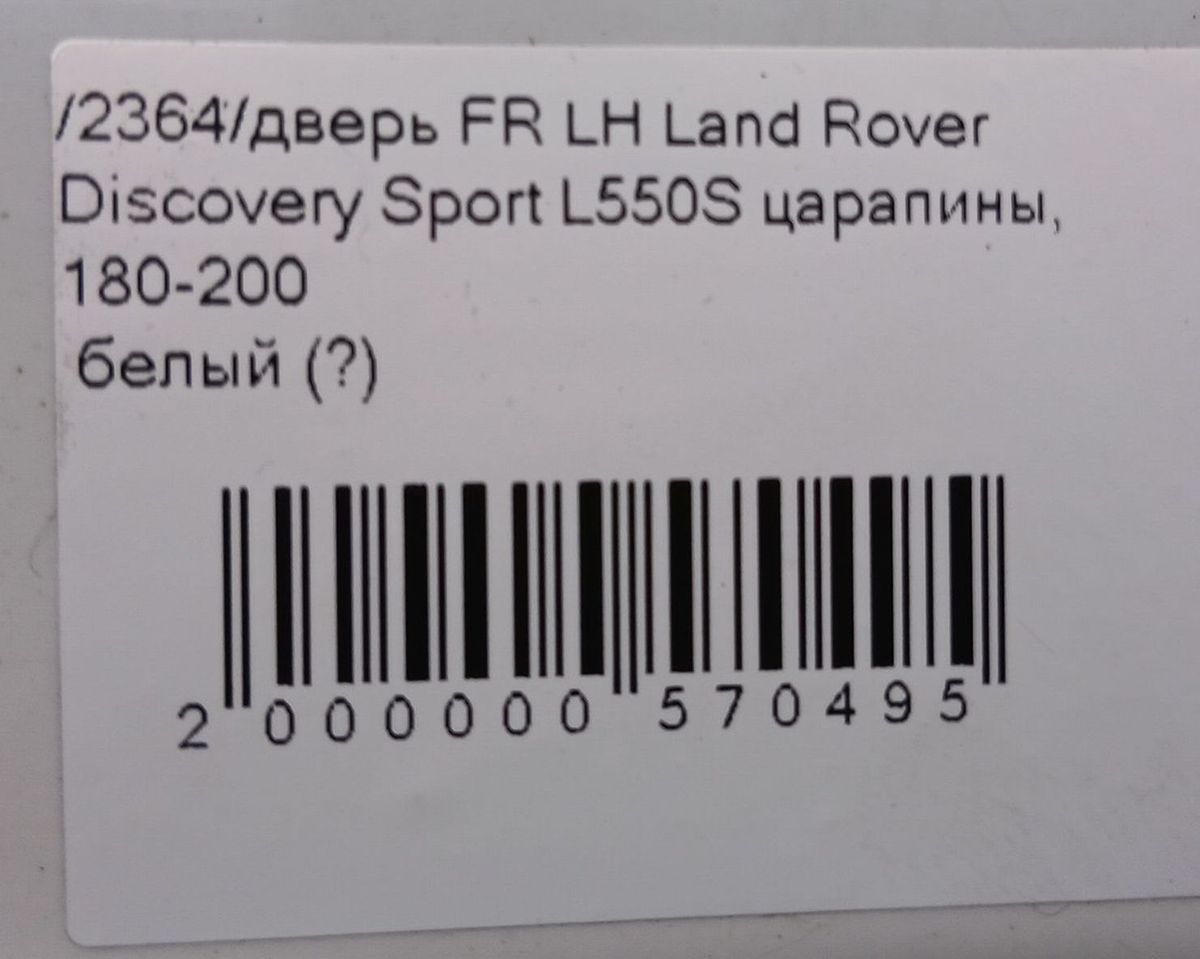 /2364/дверь FR LH Land Rover
Discovery Sport L550S царапины,
180-200
белый (?)
2 000000 570495